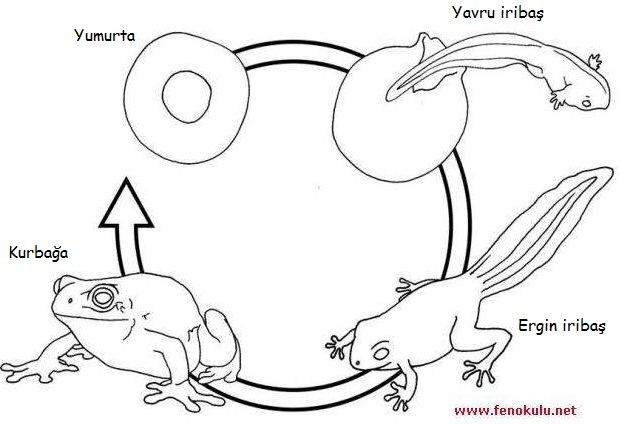 Yumurta
Yavru iribaş
Kurbağa
Ergin iribaş
www.fenokulu.net